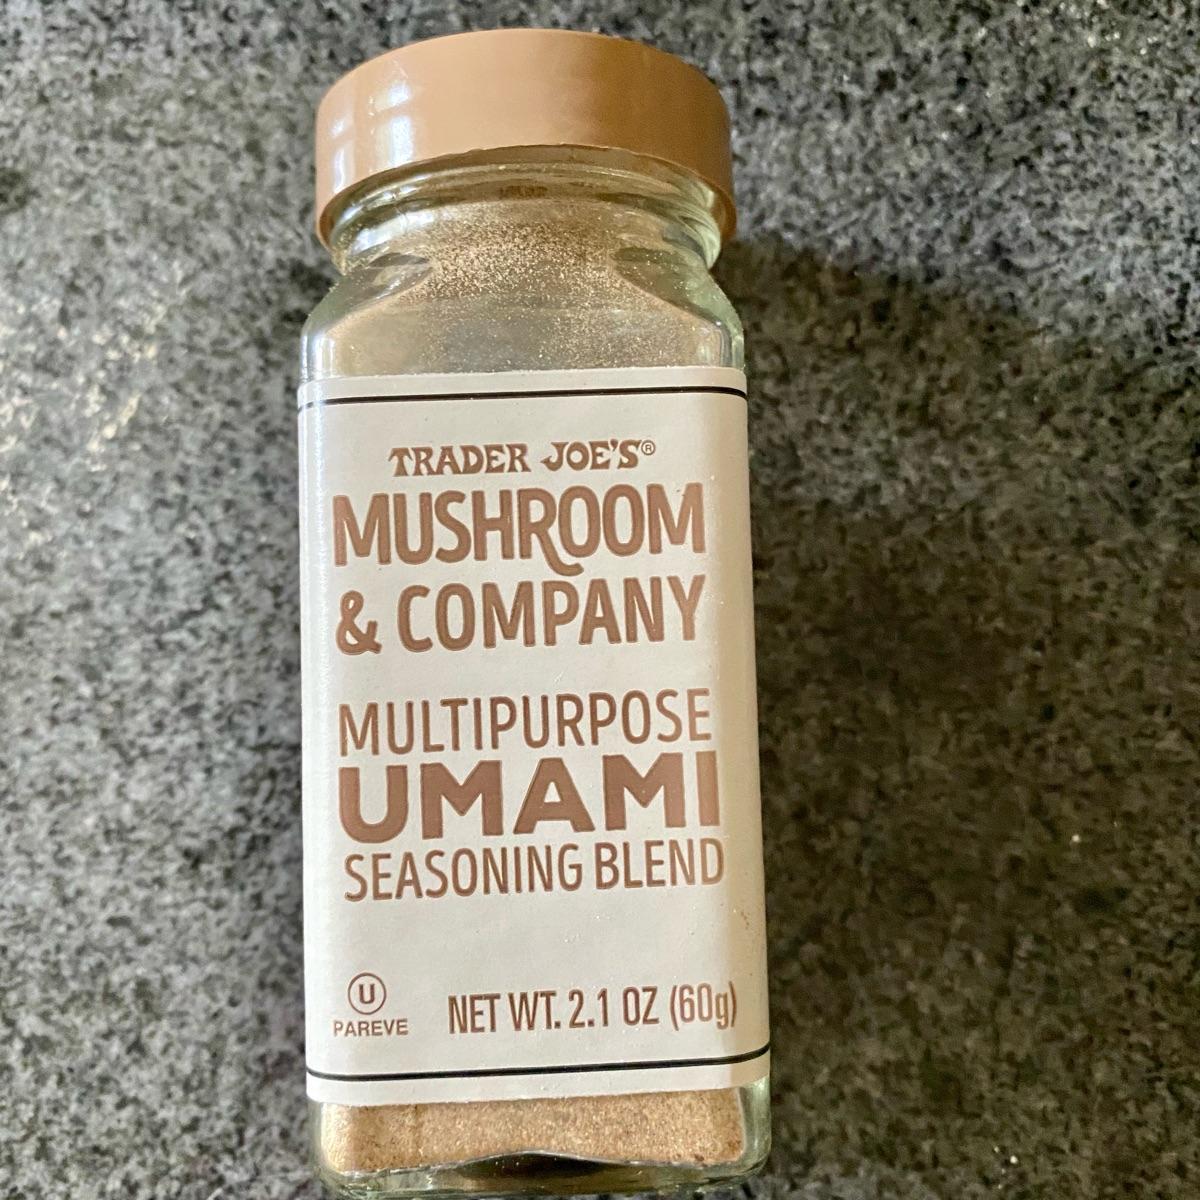 TRADER JOE'S®
MUSHROOM
& COMPANY
MULTIPURPOSE
UMAMI
SEASONING BLEND
U
PAREVE
NET WT. 2.1 OZ (60g)